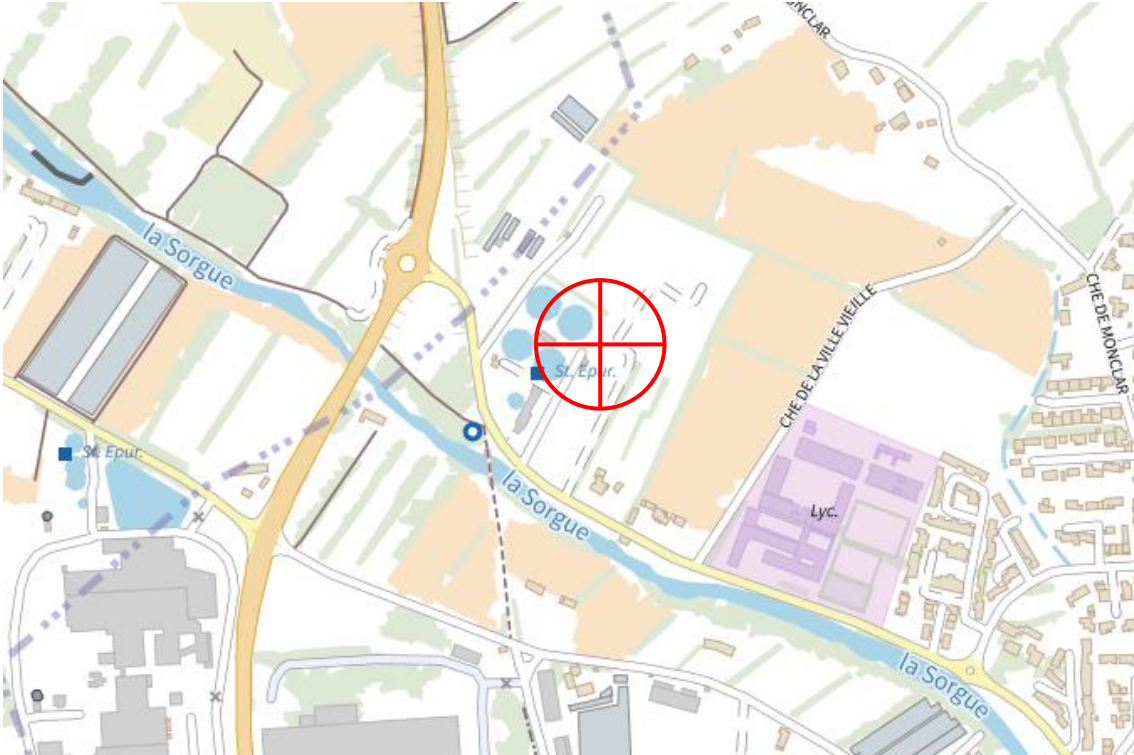 ONCLAR
la Sorgue
CHE DE LA VILLE VIEILLE
CHE DE MONCLAR
St. Epur.
St. Epur.
la Sorgue
Lyc.
la Sorgue